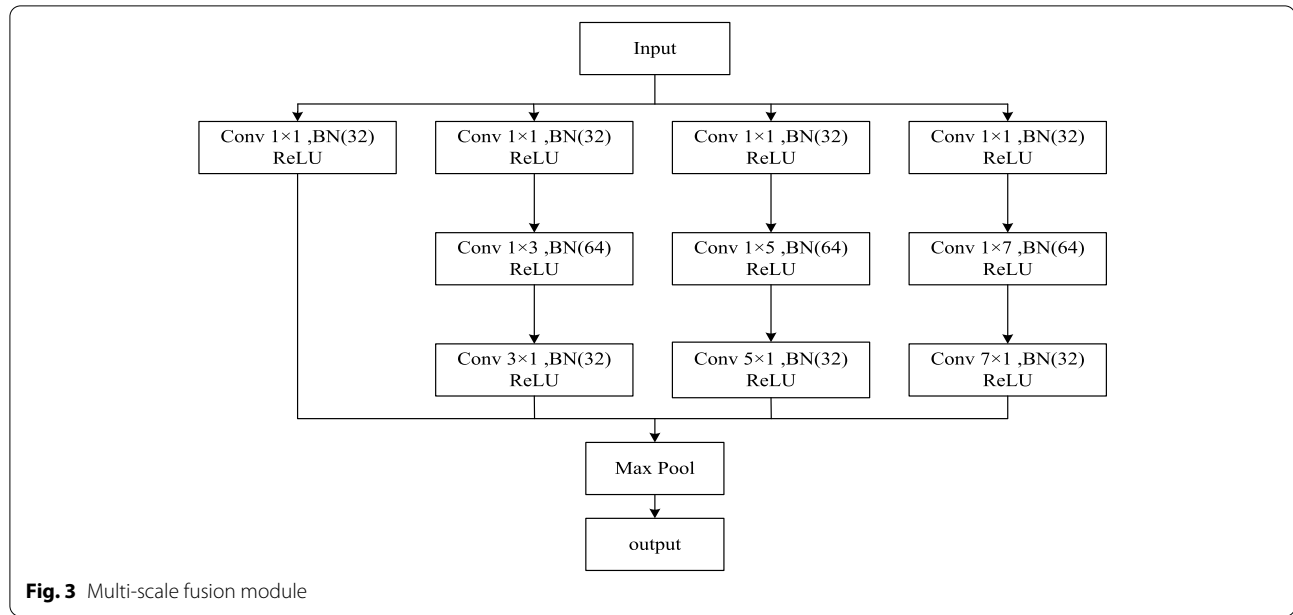 Input
Conv 1×1 ,BN(32)
ReLU
Conv 1×1 ,BN(32)
ReLU
Conv 1×1 ,BN(32)
ReLU
Conv 1×1 ,BN(32)
ReLU
Conv 1×3 ,BN(64)
ReLU
Conv 1×5 ,BN(64)
ReLU
Conv 1×7 ,BN(64)
ReLU
Conv 3×1 ,BN(32)
ReLU
Conv 5×1 ,BN(32)
ReLU
Conv 7×1 ,BN(32)
ReLU
Max Pool
output
Fig. 3 Multi-scale fusion module